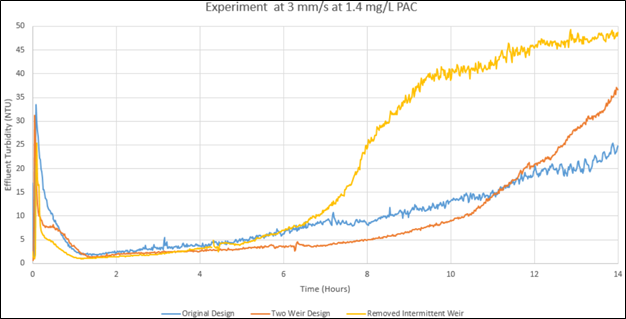 Experiment at 3 mm/s at 1.4 mg/L PAC
50
45
40
35
30
25
20
15
10
5
0
Effluent Turbidity (NTU)
0 2 4 6 8 10 12 14
Time (Hours)
Original Design Two Weir Design Removed Intermittent Weir